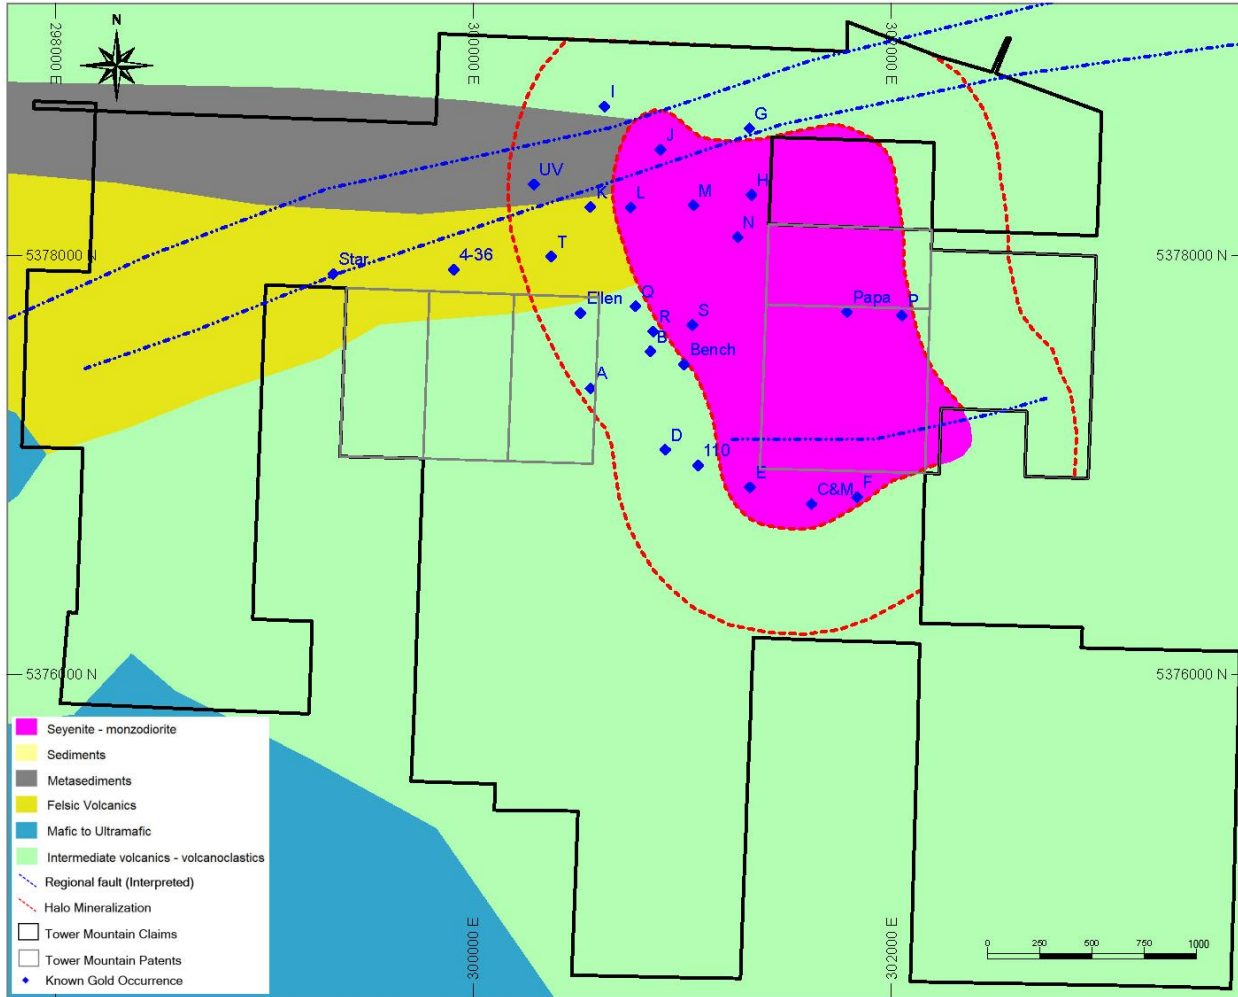 298000 E
300000 E
300000 E
N
I
G
J
UV
H
K
L
M
N
T
5378000 N
Star
4-36
5378000 N
Ellen
Q
S
Papa
P
R
B
Bench
A
D
110
E
C&M
F
5376000 N
5376000 N
Seyenite - monzodiorite
Sediments
Metasediments
Felsic Volcanics
Mafic to Ultramafic
Intermediate volcanics - volcanoclastics
Regional fault (Interpreted)
Halo Mineralization
Tower Mountain Claims
Tower Mountain Patents
Known Gold Occurrence
300000 E
302000 E
0 250 500 750 1000